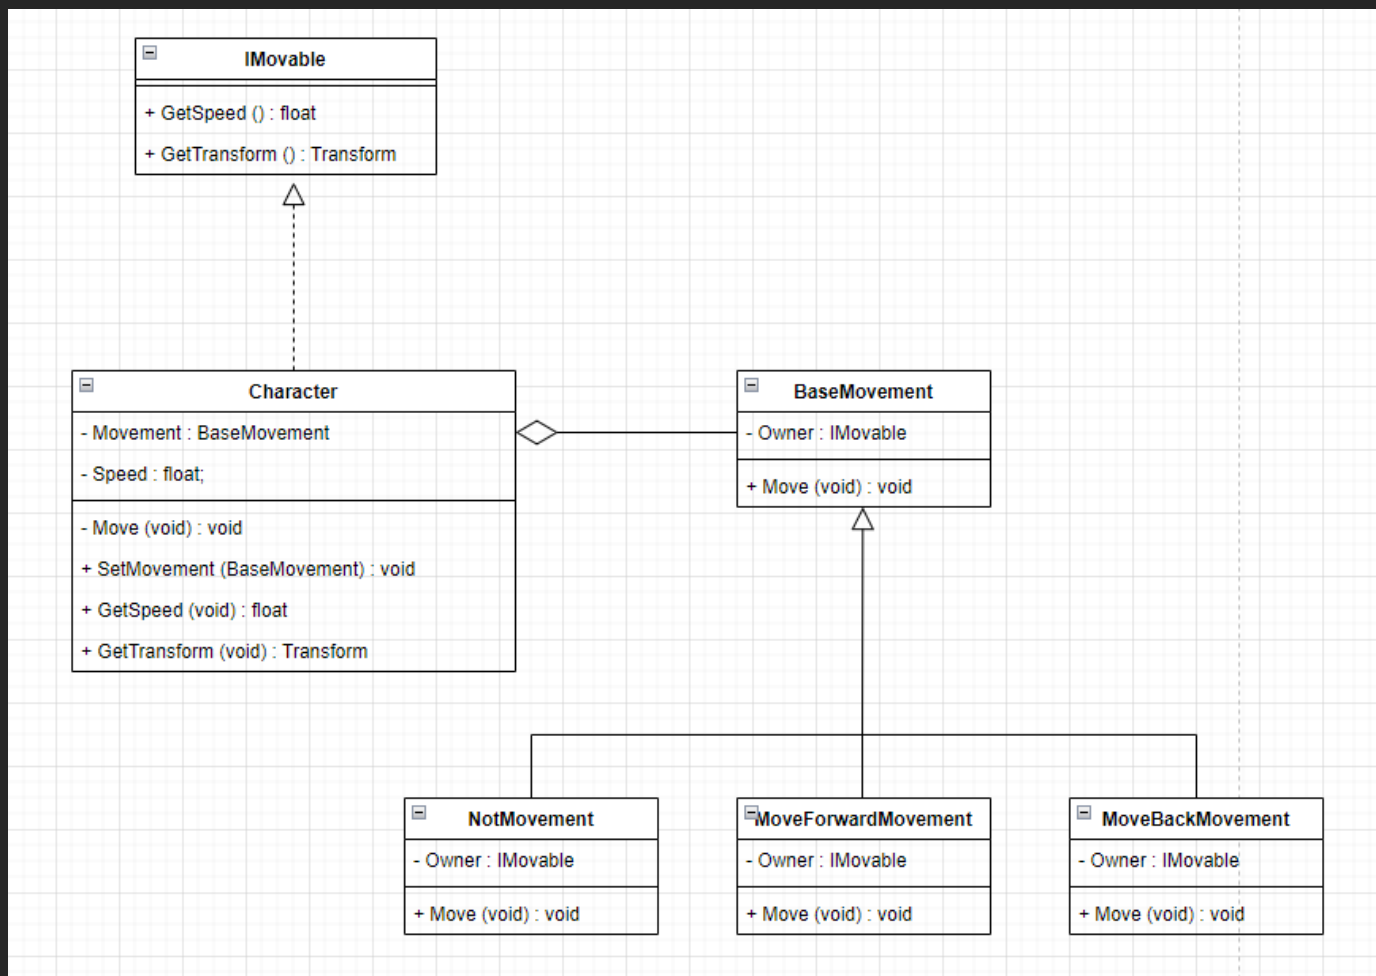 IMovable
+ GetSpeed () : float
+ GetTransform () : Transform
Character
- Movement : BaseMovement
- Speed : float;
- Move (void) : void
+ SetMovement (BaseMovement) : void
+ GetSpeed (void) : float
+ GetTransform (void) : Transform
BaseMovement
- Owner : IMovable
+ Move (void) : void
NotMovement
- Owner : IMovable
+ Move (void) : void
MoveForwardMovement
- Owner : IMovable
+ Move (void) : void
MoveBackMovement
- Owner : IMovable
+ Move (void) : void